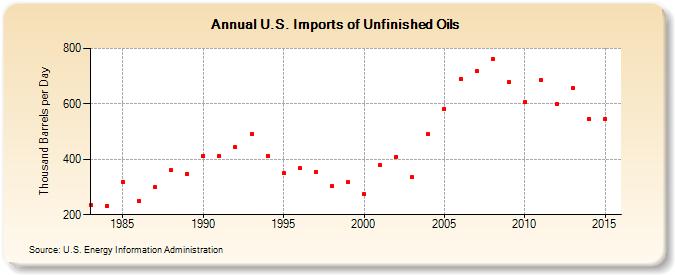 Annual U.S. Imports of Unfinished Oils
Thousand Barrels per Day
800
600
400
200
1985 1990 1995 2000 2005 2010 2015
Source: U.S. Energy Information Administration